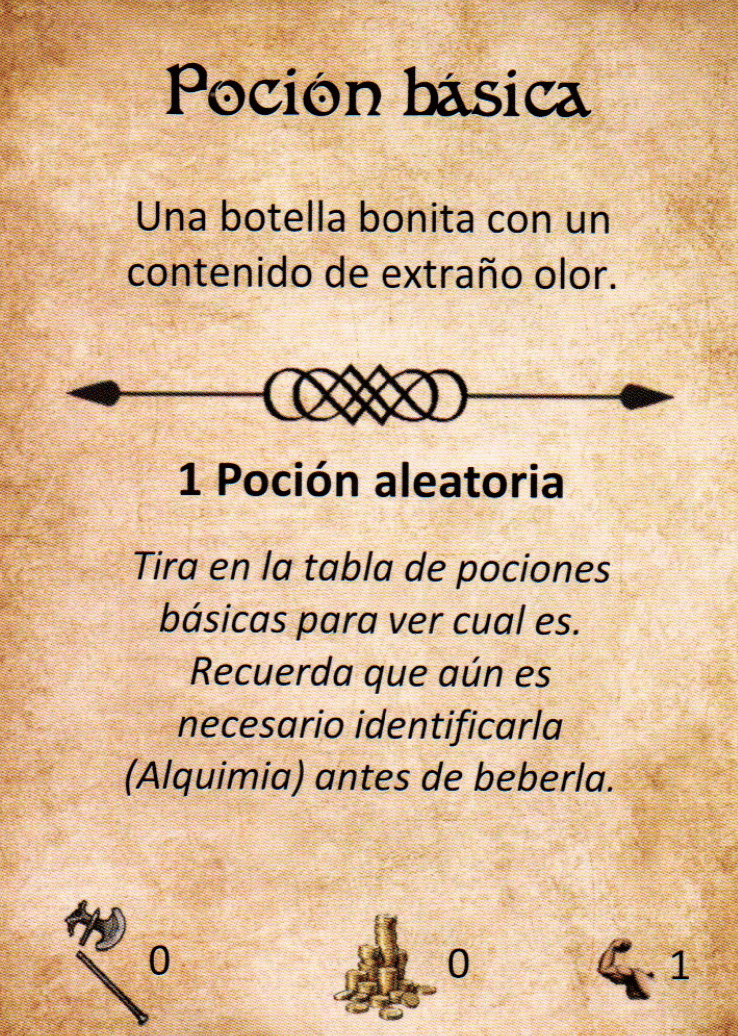 Poción básica
Una botella bonita con un
contenido de extraño olor.
1 Poción aleatoria
Tira en la tabla de pociones
básicas para ver cual es.
Recuerda que aún es
necesario identificarla
(Alquimia) antes de beberla.
0 0 1